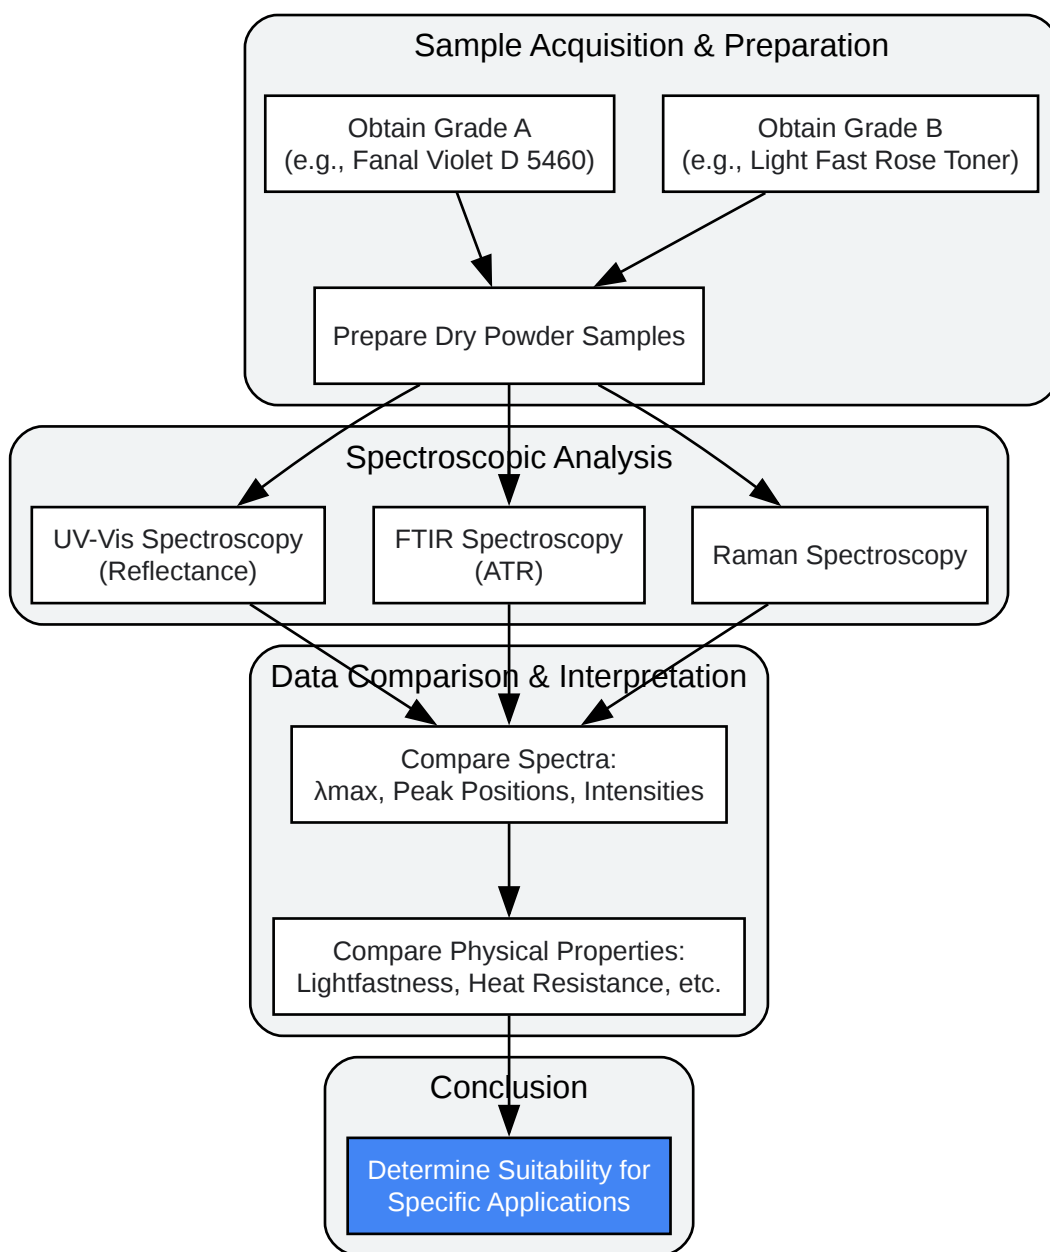 Sample Acquisition & Preparation
Obtain Grade A
(e.g., Fanal Violet D 5460)
Obtain Grade B
(e.g., Light Fast Rose Toner)
Prepare Dry Powder Samples
Spectroscopic Analysis
UV-Vis Spectroscopy
(Reflectance)
FTIR Spectroscopy
(ATR)
Raman Spectroscopy
Data Comparison & Interpretation
Compare Spectra:
λmax, Peak Positions, Intensities
Compare Physical Properties:
Lightfastness, Heat Resistance, etc.
Conclusion
Determine Suitability for
Specific Applications